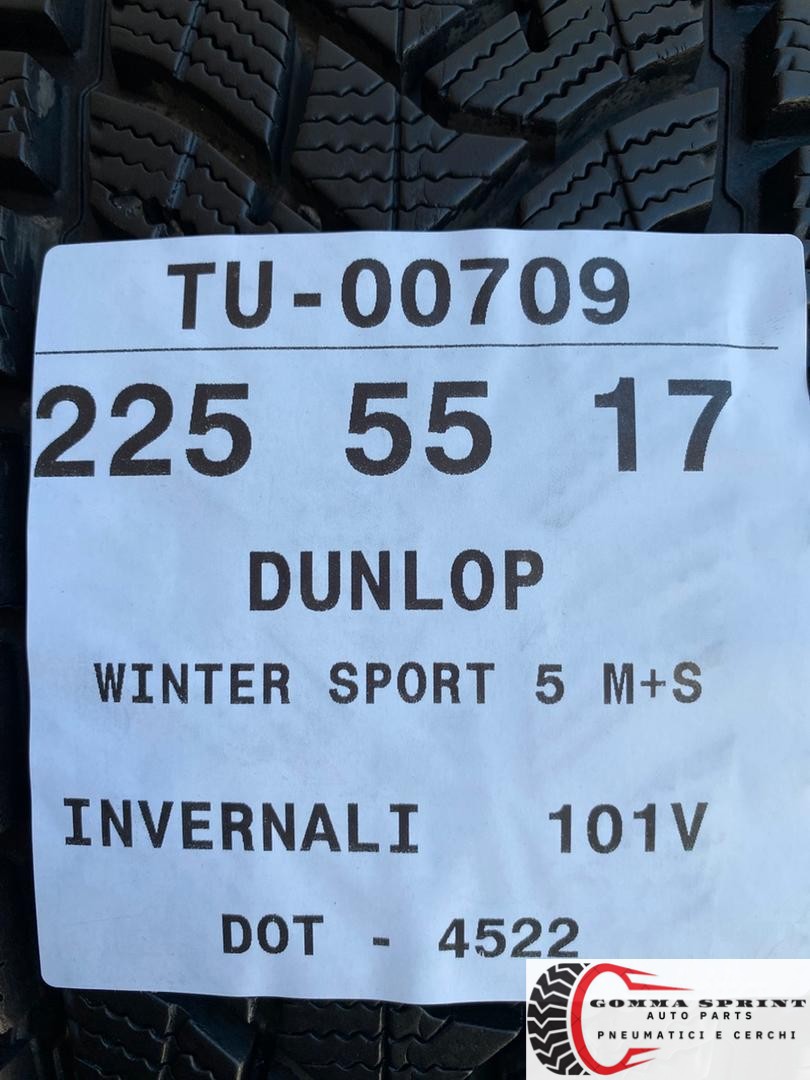 TU-00709
225 55 17
DUNLOP
WINTER SPORT 5 M+S
INVERNALI 101V
DOT - 4522
GOMMA SPRINT
AUTO PARTS
PNEUMATICI E CERCHI